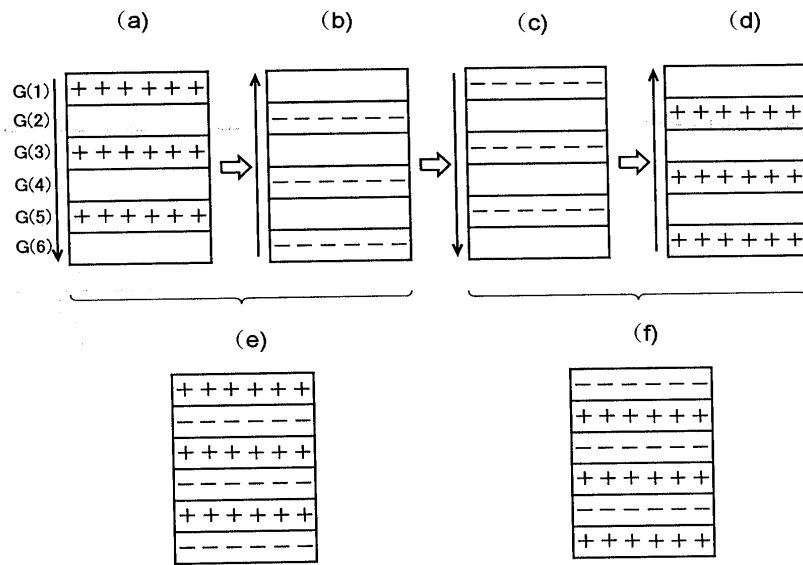 (a) (b) (c) (d)
G(1) + + + + + + — — — — — —
G(2) — — — — — — + + + + + +
G(3) + + + + + + — — — — — —
G(4) — — — — — — + + + + + +
G(5) + + + + + + — — — — — —
G(6) — — — — — — + + + + + +
(e) (f)
+ + + + + + — — — — — —
— — — — — — + + + + + +
+ + + + + + — — — — — —
— — — — — — + + + + + +
+ + + + + + — — — — — —
— — — — — — + + + + + +